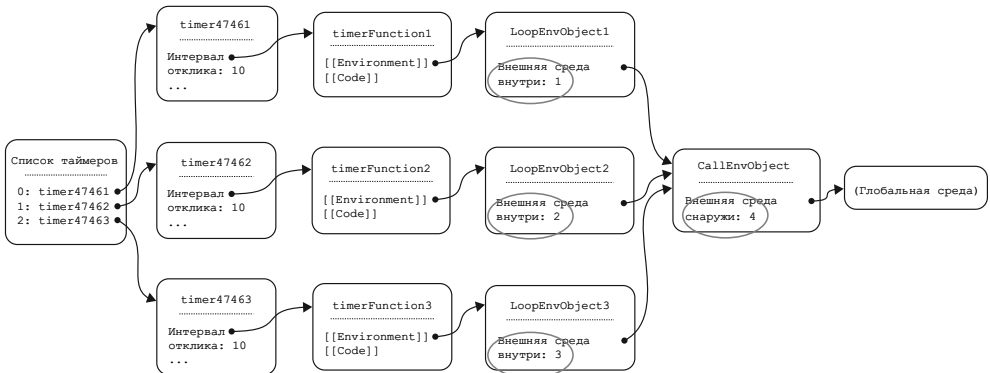 Список таймеров
0: timer47461
1: timer47462
2: timer47463
timer47461
Интервал
отклика: 10
...
timerFunction1
[[Environment]]
[[Code]]
LoopEnvObject1
Внешняя среда
внутри: 1
timer47462
Интервал
отклика: 10
...
timerFunction2
[[Environment]]
[[Code]]
LoopEnvObject2
Внешняя среда
внутри: 2
timer47463
Интервал
отклика: 10
...
timerFunction3
[[Environment]]
[[Code]]
LoopEnvObject3
Внешняя среда
внутри: 3
CallEnvObject
Внешняя среда
снаружи: 4
(Глобальная среда)